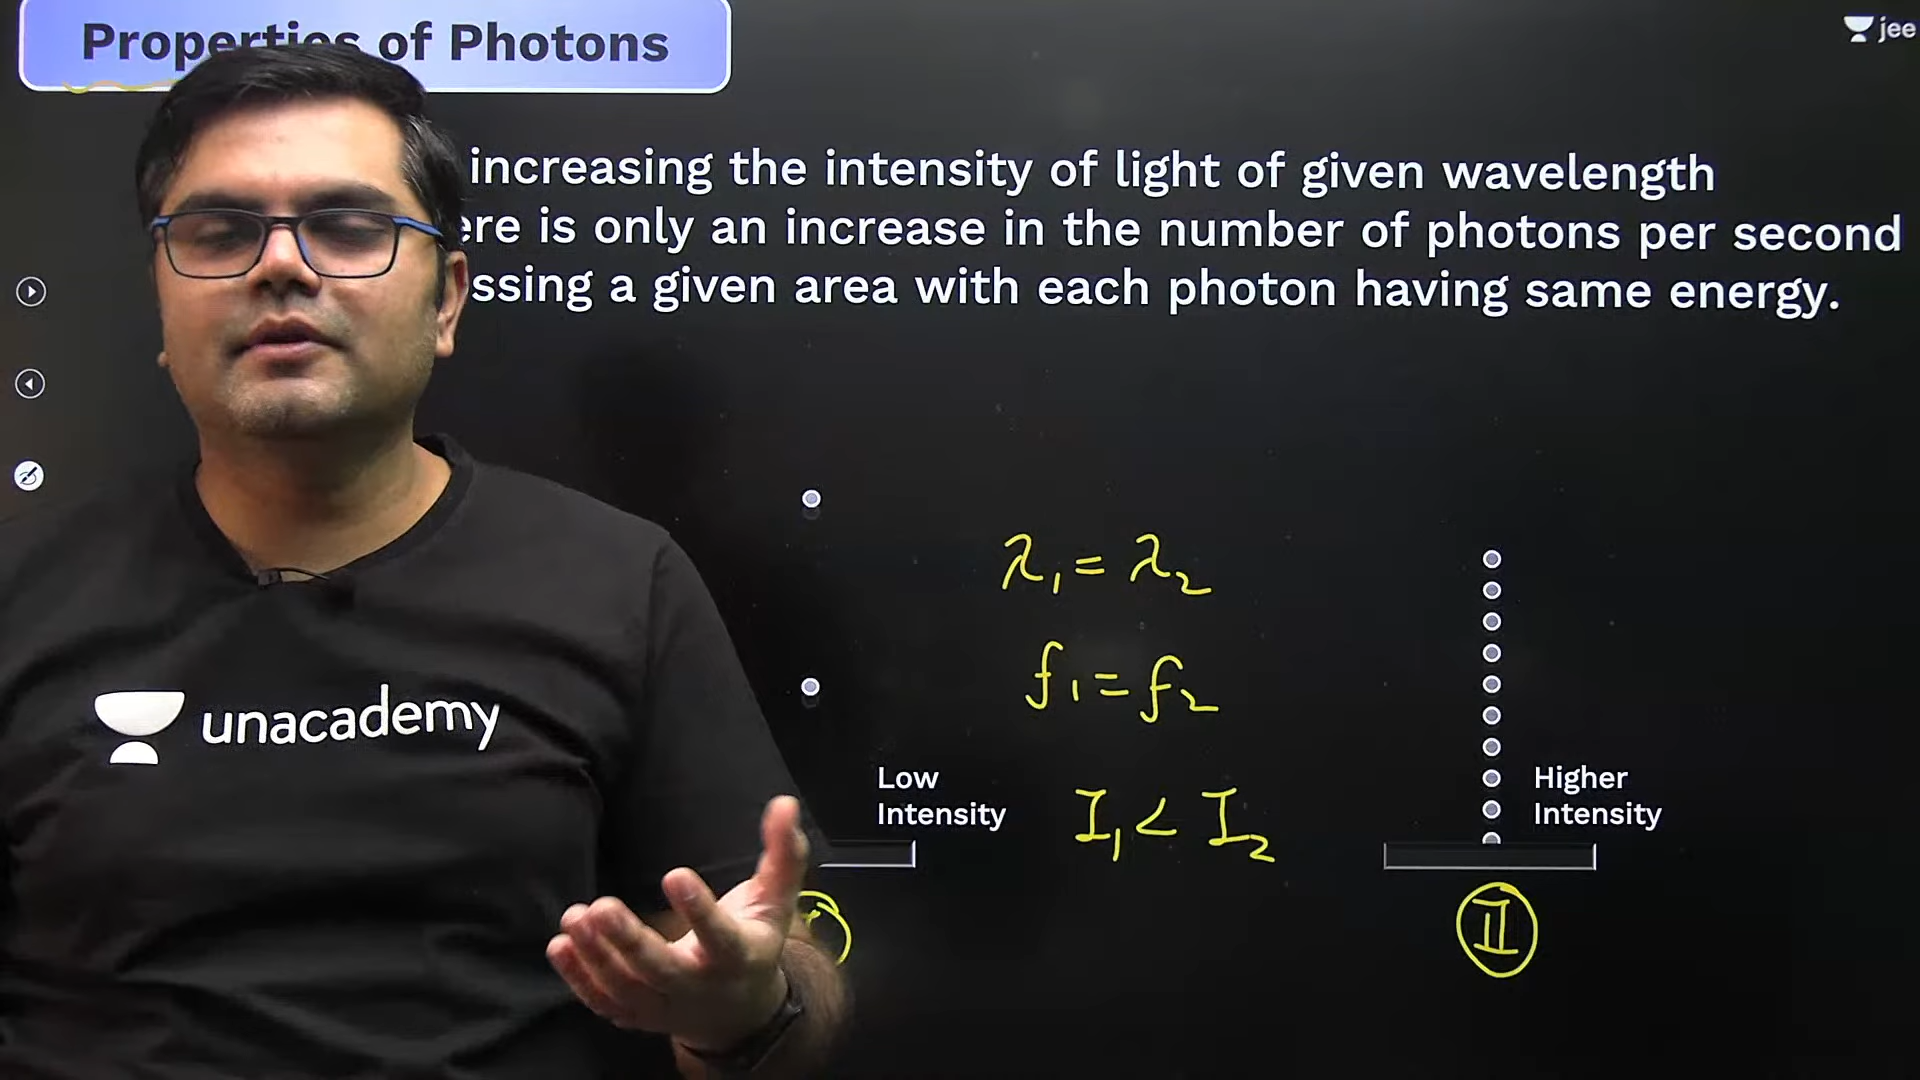 Properties of Photons
jee
increasing the intensity of light of given wavelength
is only an increase in the number of photons per second
a given area with each photon having same energy.
λ₁ = λ₂
f₁ = f₂
Low
Intensity
I₁ < I₂
Higher
Intensity
unacademy
II